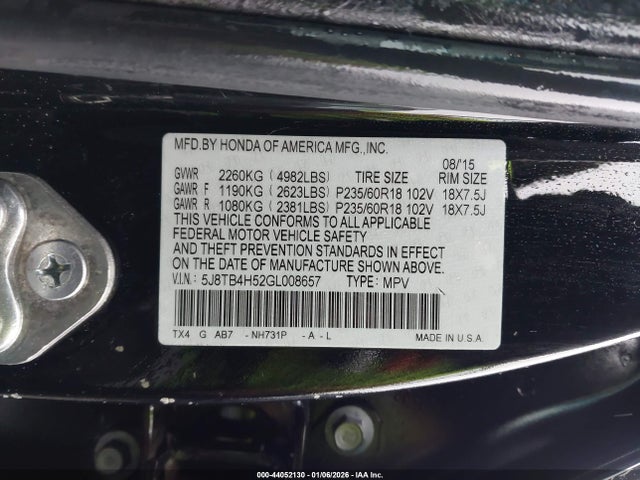 MFD.BY HONDA OF AMERICA MFG.,INC.
08/'15
GVWR 2260KG (4982LBS) TIRE SIZE RIM SIZE
GAWR F 1190KG (2623LBS) P235/60R18 102V 18X7.5J
GAWR R 1080KG (2381LBS) P235/60R18 102V 18X7.5J
THIS VEHICLE CONFORMS TO ALL APPLICABLE
FEDERAL MOTOR VEHICLE SAFETY
AND THEFT PREVENTION STANDARDS IN EFFECT
ON THE DATE OF MANUFACTURE SHOWN ABOVE.
V.I.N.: 5J8TB4H52GL008657 TYPE: MPV
TX4 G AB7 -NH731P -A-L MADE IN U.S.A.
000-44052130 - 01/06/2026 - IAA Inc.